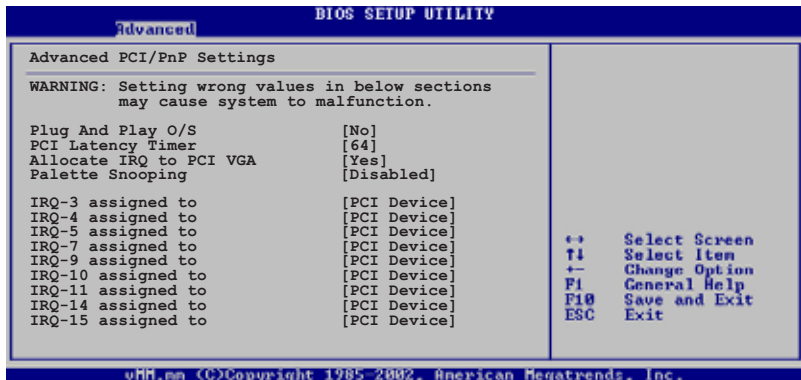 BIOS SETUP UTILITY
Advanced
Advanced PCI/PnP Settings
WARNING: Setting wrong values in below sections
may cause system to malfunction.
Plug And Play O/S [No]
PCI Latency Timer [64]
Allocate IRQ to PCI VGA [Yes]
Palette Snooping [Disabled]
IRQ-3 assigned to [PCI Device]
IRQ-4 assigned to [PCI Device]
IRQ-5 assigned to [PCI Device]
IRQ-7 assigned to [PCI Device]
IRQ-9 assigned to [PCI Device]
IRQ-10 assigned to [PCI Device]
IRQ-11 assigned to [PCI Device]
IRQ-14 assigned to [PCI Device]
IRQ-15 assigned to [PCI Device]
↔ Select Screen
↑↓ Select Item
+- Change Option
F1 General Help
F10 Save and Exit
ESC Exit
vMM.mm (C)Copyright 1985-2002, American Megatrends, Inc.